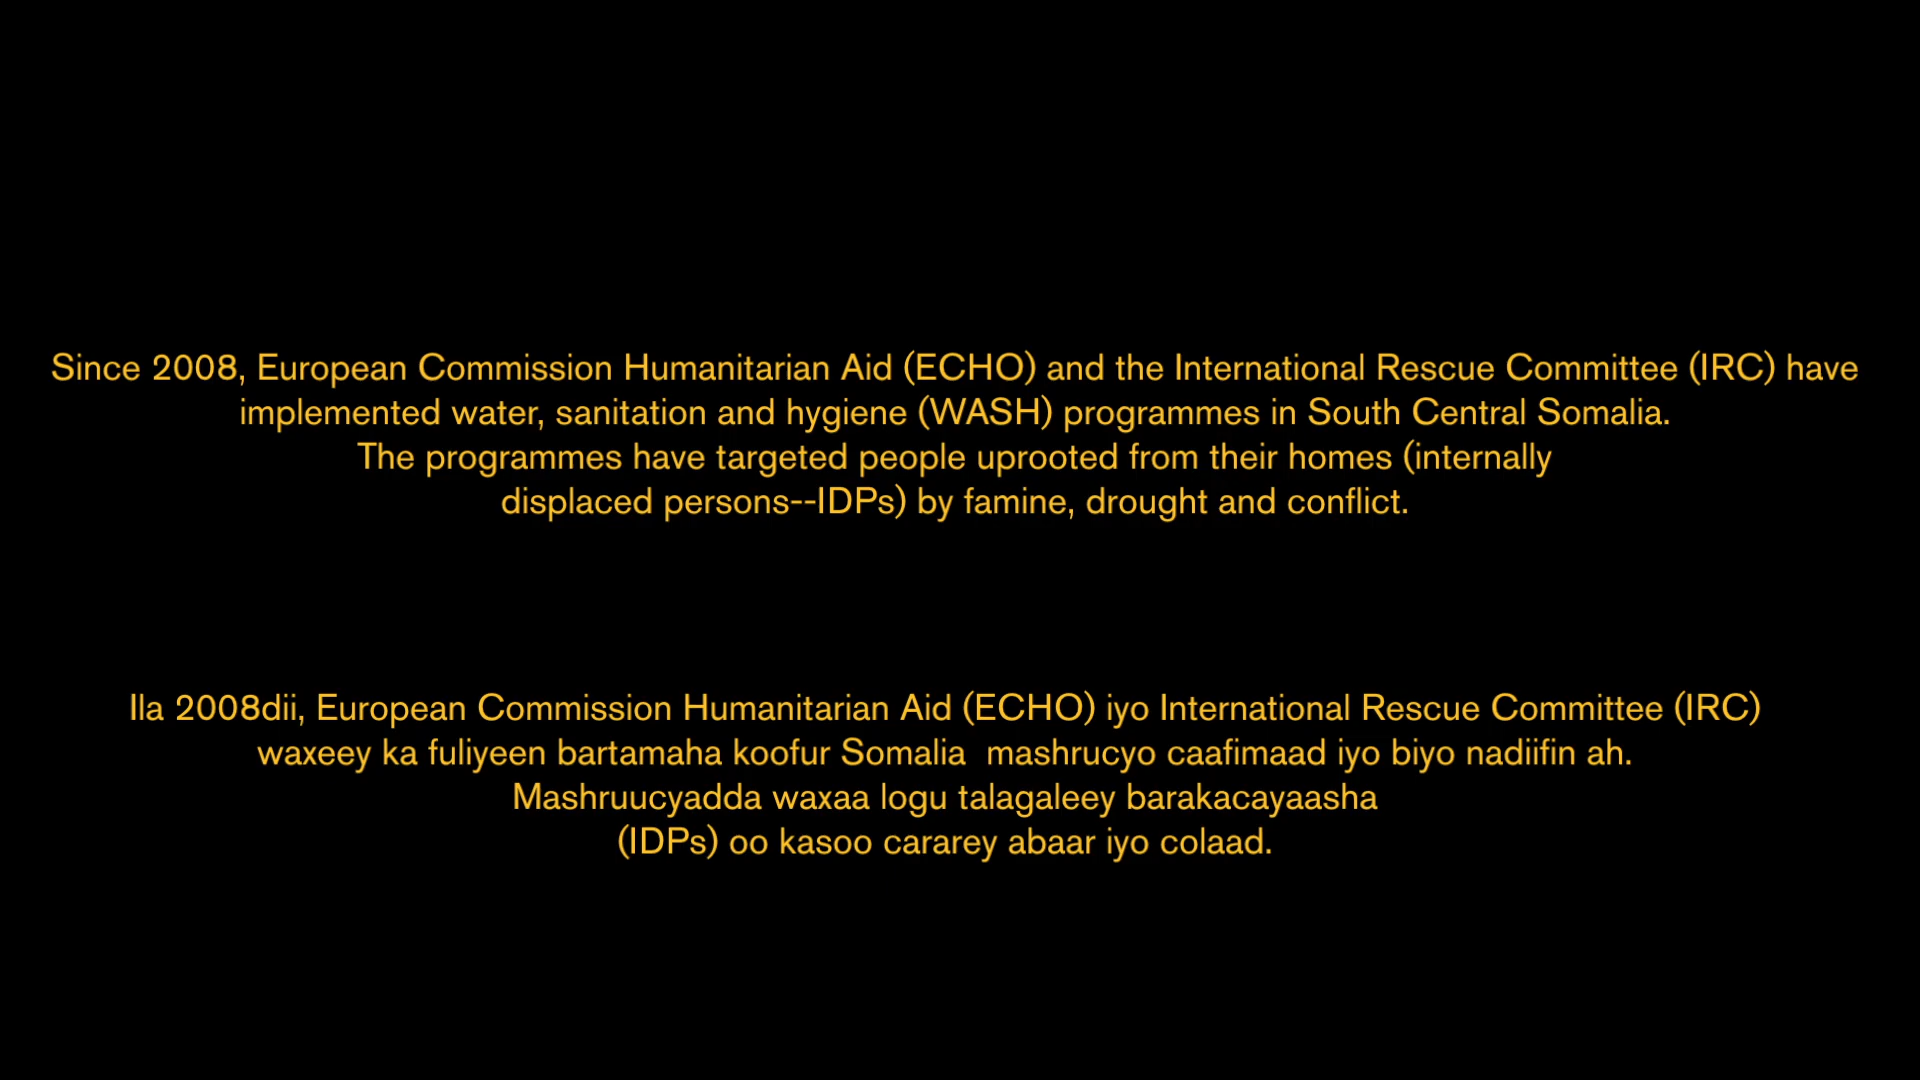 Since 2008, European Commission Humanitarian Aid (ECHO) and the International Rescue Committee (IRC) have
implemented water, sanitation and hygiene (WASH) programmes in South Central Somalia.
The programmes have targeted people uprooted from their homes (internally
displaced persons--IDPs) by famine, drought and conflict.
Ila 2008dii, European Commission Humanitarian Aid (ECHO) iyo International Rescue Committee (IRC)
waxeey ka fuliyeen bartamaha koofur Somalia  mashrucyo caafimaad iyo biyo nadiifin ah.
Mashruucyadda waxaa logu talagaleey barakacayaasha
(IDPs) oo kasoo cararey abaar iyo colaad.